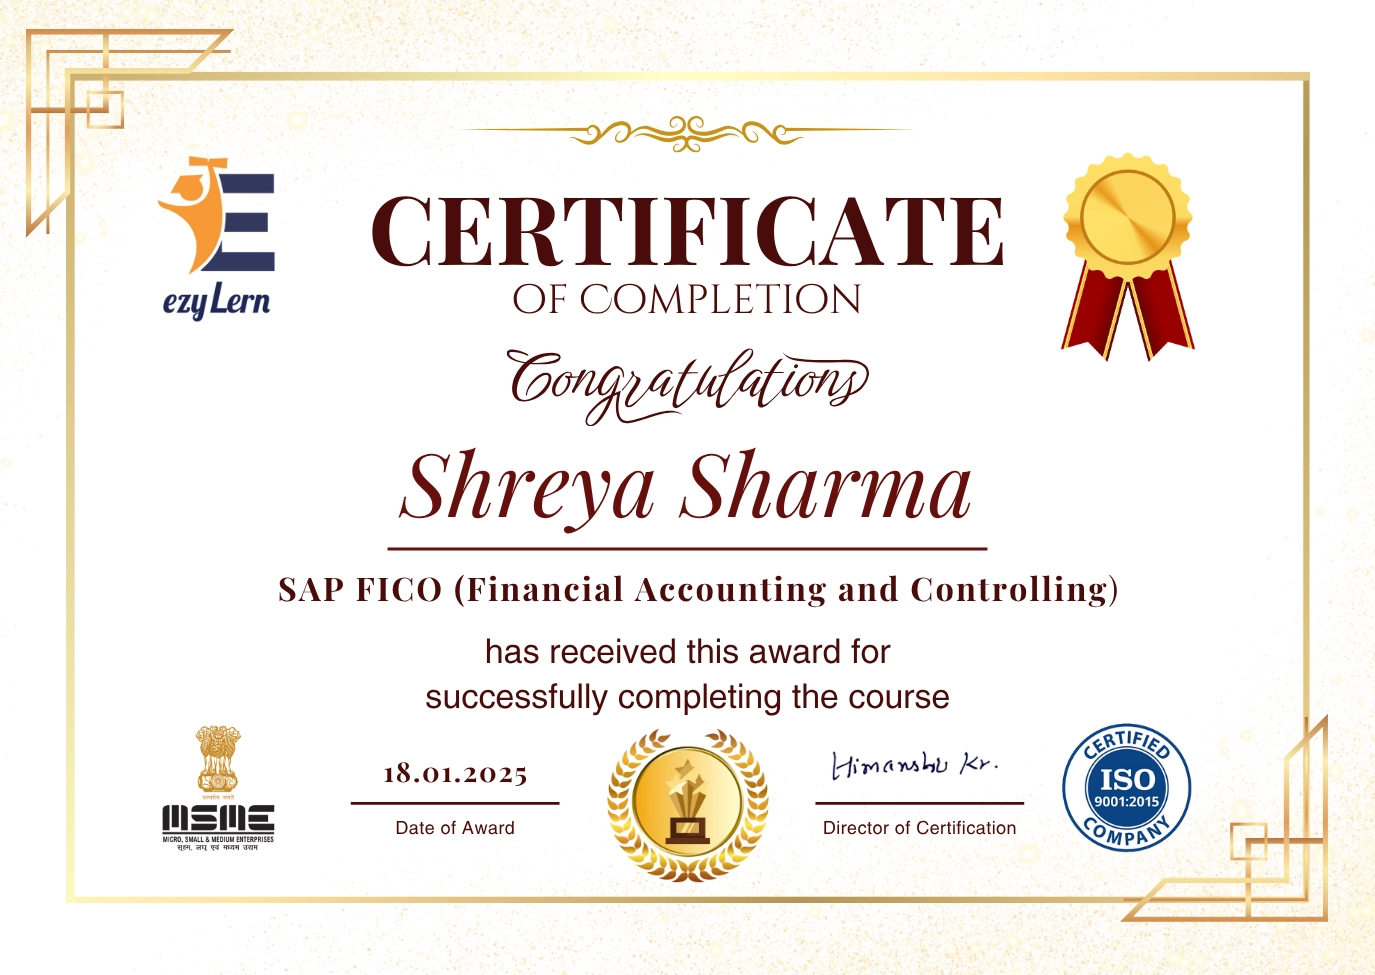 CERTIFICATE
OF COMPLETION
ezyLern
Congratulations
Shreya Sharma
SAP FICO (Financial Accounting and Controlling)
has received this award for
successfully completing the course
18.01.2025
Date of Award
Himanshu Kr.
Director of Certification
सत्यमेव जयते
MSME
MICRO, SMALL & MEDIUM ENTERPRISES
सूक्ष्म, लघु एवं मध्यम उद्यम
CERTIFIED
ISO
9001:2015
COMPANY